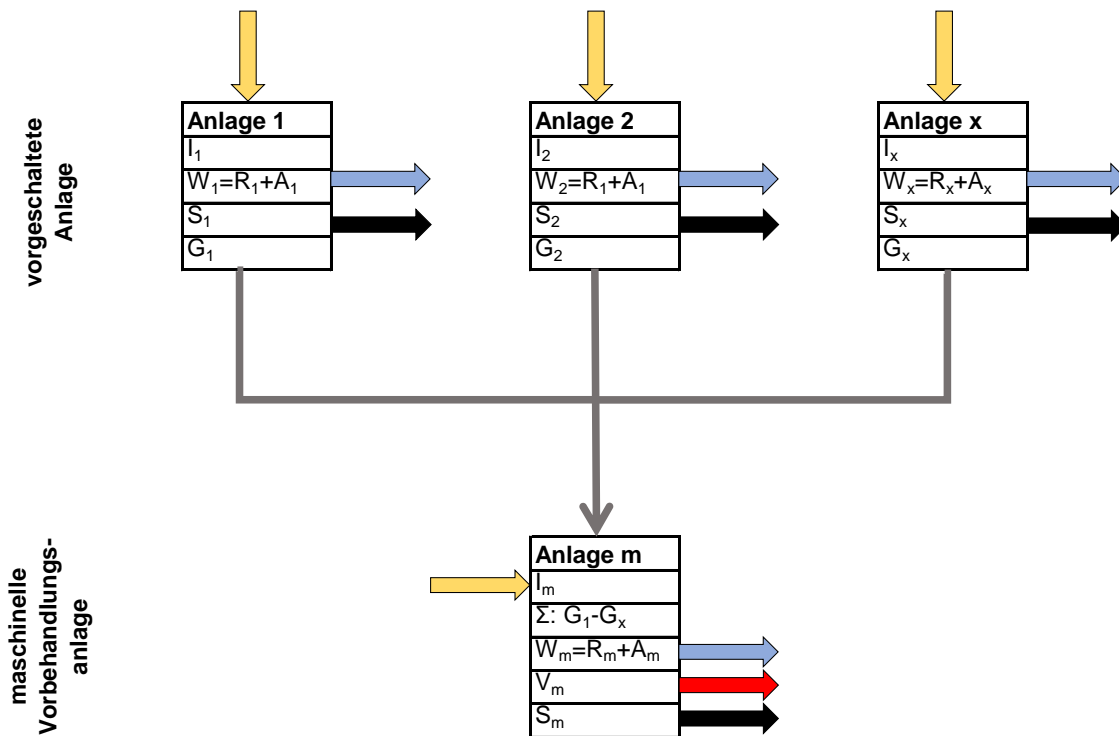 vorgeschaltete
Anlage
Anlage 1
I₁
W₁=R₁+A₁
S₁
G₁
Anlage 2
I₂
W₂=R₁+A₁
S₂
G₂
Anlage x
Iₓ
Wₓ=Rₓ+Aₓ
Sₓ
Gₓ
maschinelle
Vorbehandlungs-
anlage
Anlage m
Iₘ
Σ: G₁-Gₓ
Wₘ=Rₘ+Aₘ
Vₘ
Sₘ